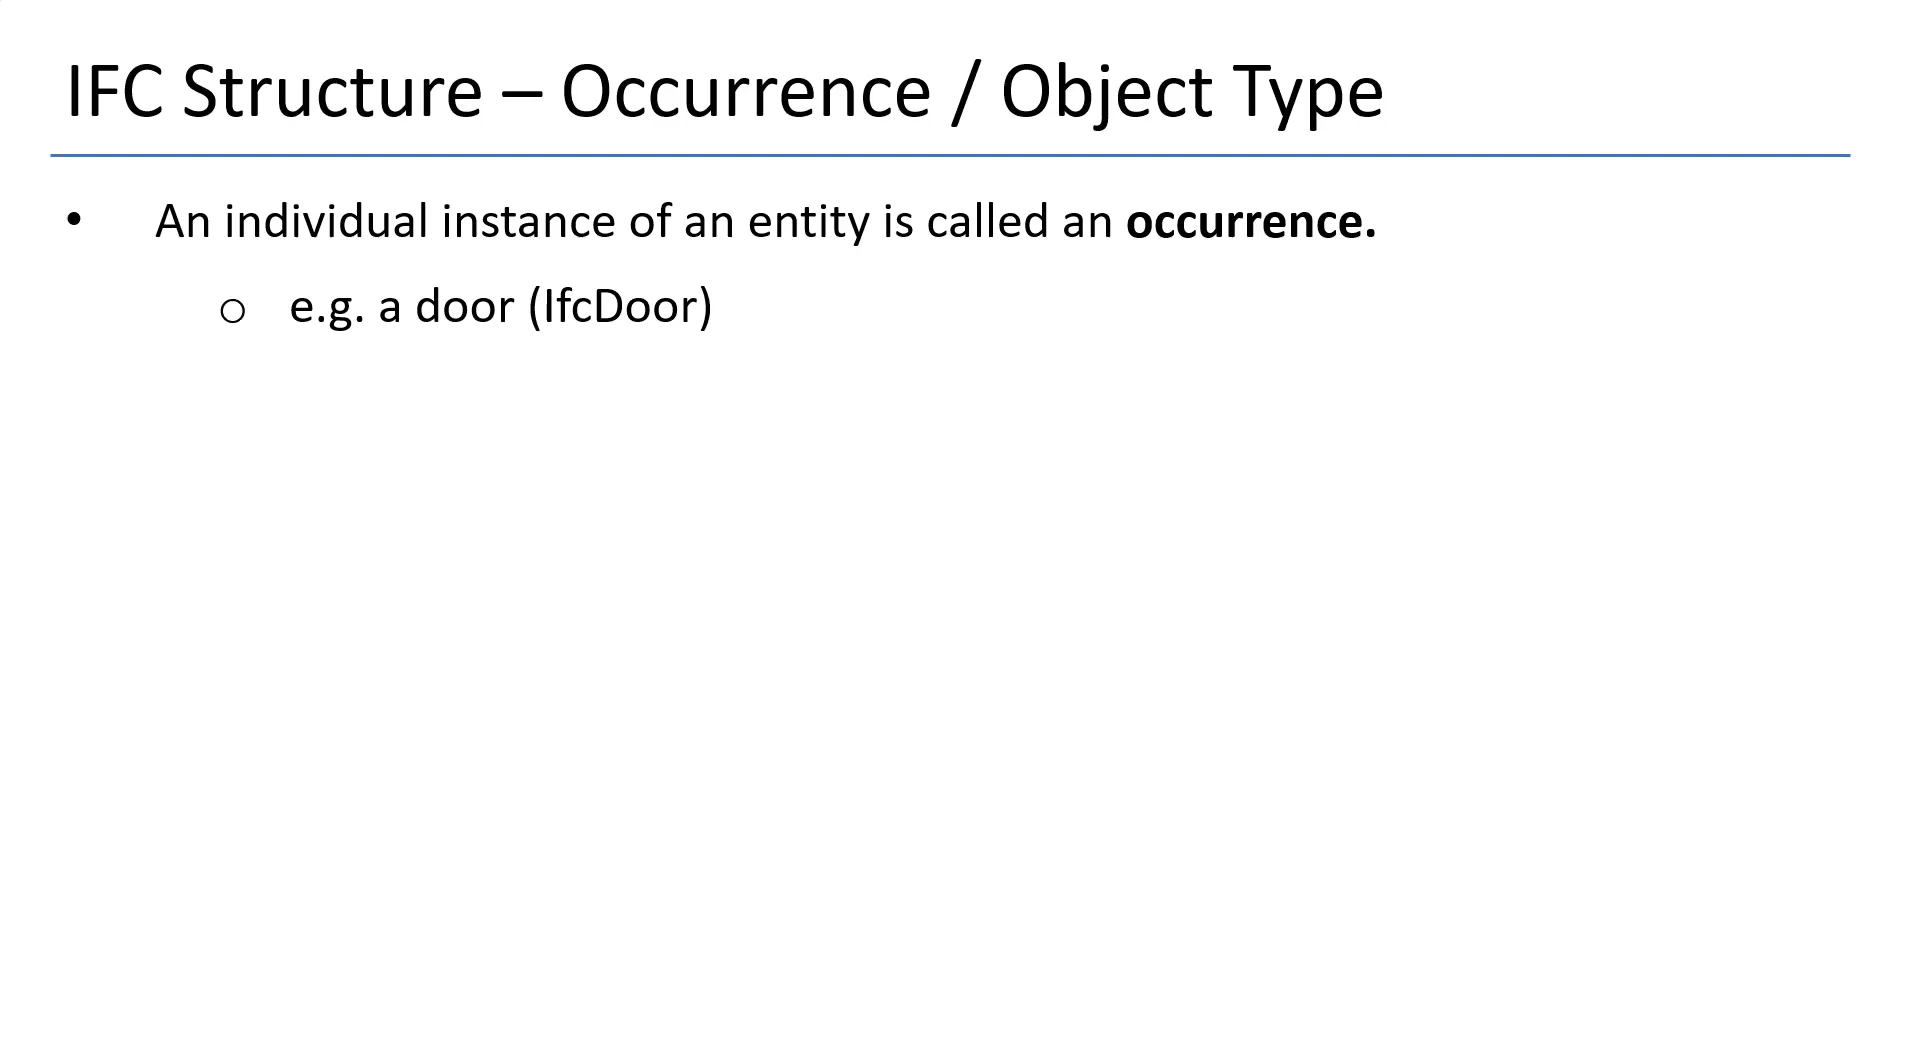 IFC Structure – Occurrence / Object Type
• An individual instance of an entity is called an occurrence.
○ e.g. a door (IfcDoor)